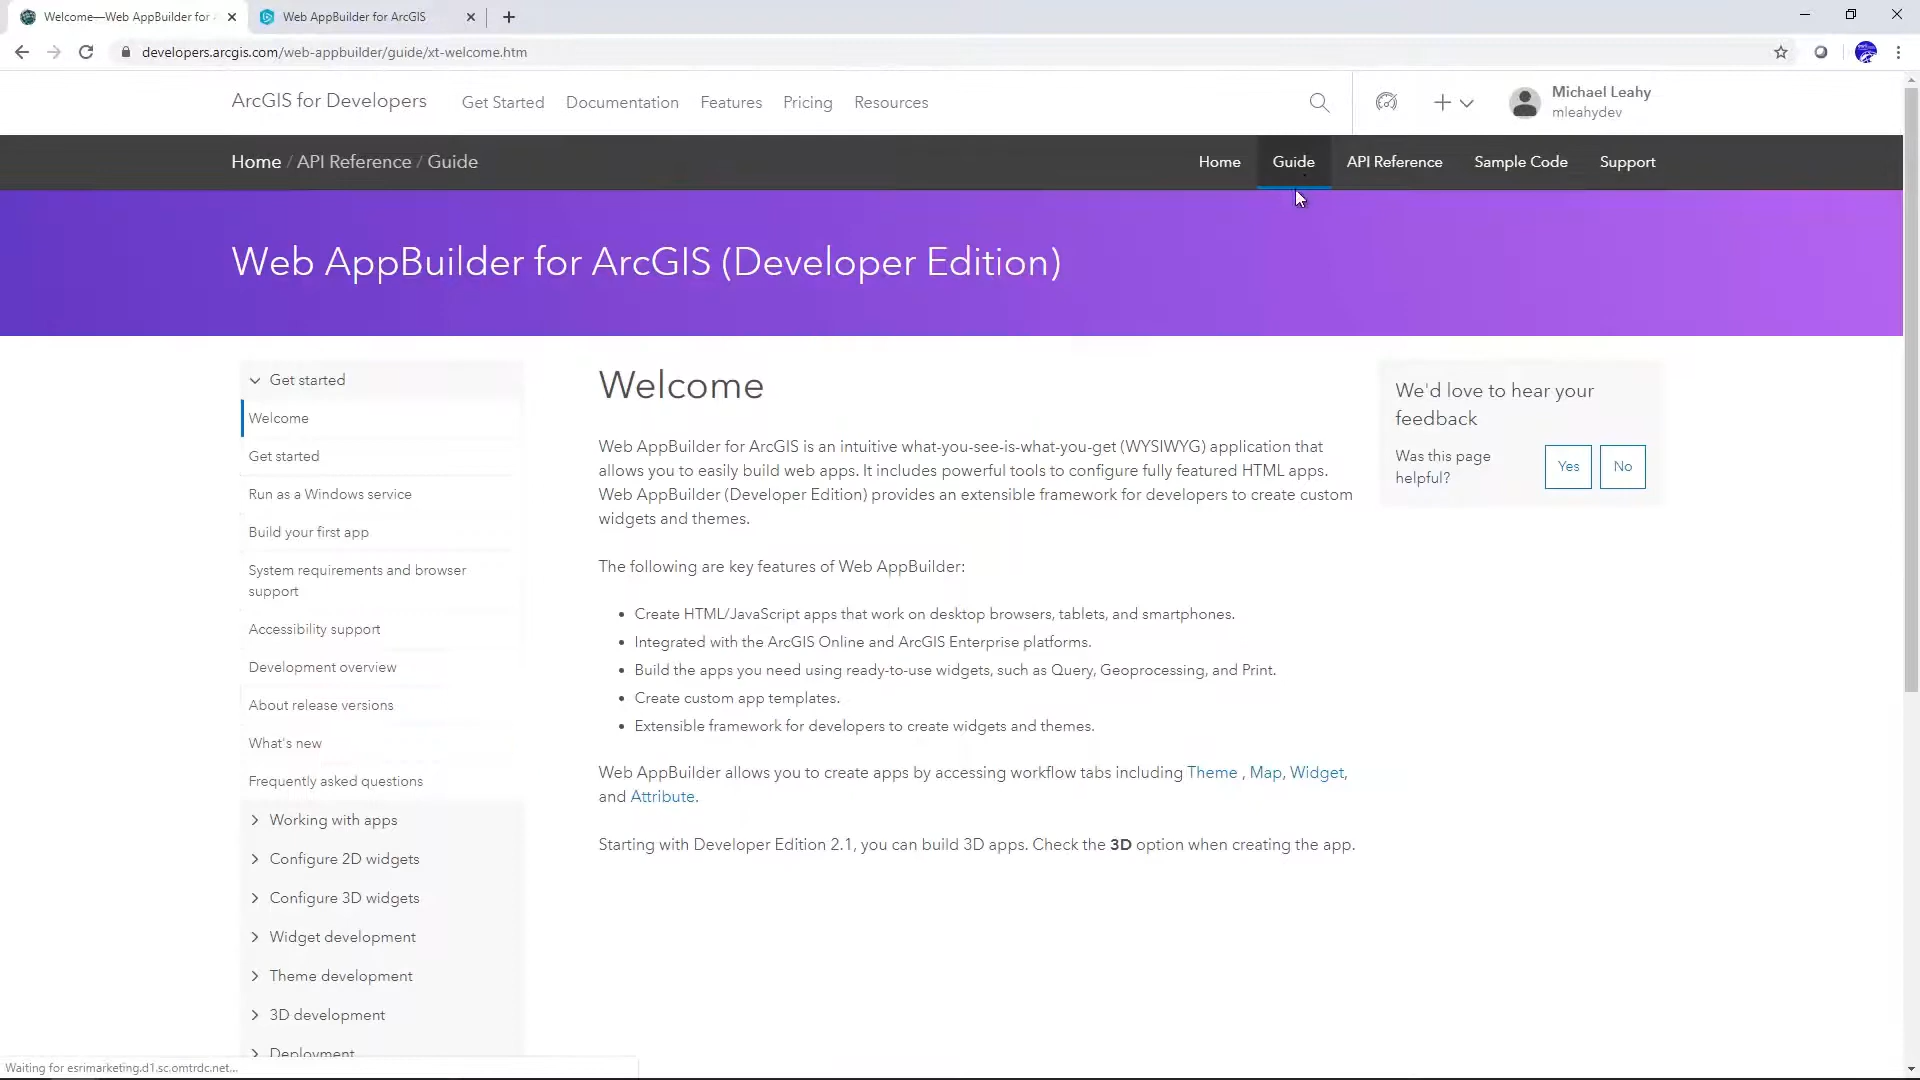 Welcome—Web AppBuilder for
Web AppBuilder for ArcGIS
developers.arcgis.com/web-appbuilder/guide/xt-welcome.htm
ArcGIS for Developers Get Started Documentation Features Pricing Resources
Michael Leahy
mleahydev
Home / API Reference / Guide
Home Guide API Reference Sample Code Support
Web AppBuilder for ArcGIS (Developer Edition)
Get started
Welcome
Get started
Run as a Windows service
Build your first app
System requirements and browser
support
Accessibility support
Development overview
About release versions
What's new
Frequently asked questions
Working with apps
Configure 2D widgets
Configure 3D widgets
Widget development
Theme development
3D development
Deployment
Welcome
Web AppBuilder for ArcGIS is an intuitive what-you-see-is-what-you-get (WYSIWYG) application that
allows you to easily build web apps. It includes powerful tools to configure fully featured HTML apps.
Web AppBuilder (Developer Edition) provides an extensible framework for developers to create custom
widgets and themes.
The following are key features of Web AppBuilder:
• Create HTML/JavaScript apps that work on desktop browsers, tablets, and smartphones.
• Integrated with the ArcGIS Online and ArcGIS Enterprise platforms.
• Build the apps you need using ready-to-use widgets, such as Query, Geoprocessing, and Print.
• Create custom app templates.
• Extensible framework for developers to create widgets and themes.
Web AppBuilder allows you to create apps by accessing workflow tabs including Theme , Map, Widget,
and Attribute.
Starting with Developer Edition 2.1, you can build 3D apps. Check the 3D option when creating the app.
We'd love to hear your
feedback
Was this page
helpful?
Yes No
Waiting for esrimarketing.d1.sc.omtrdc.net...